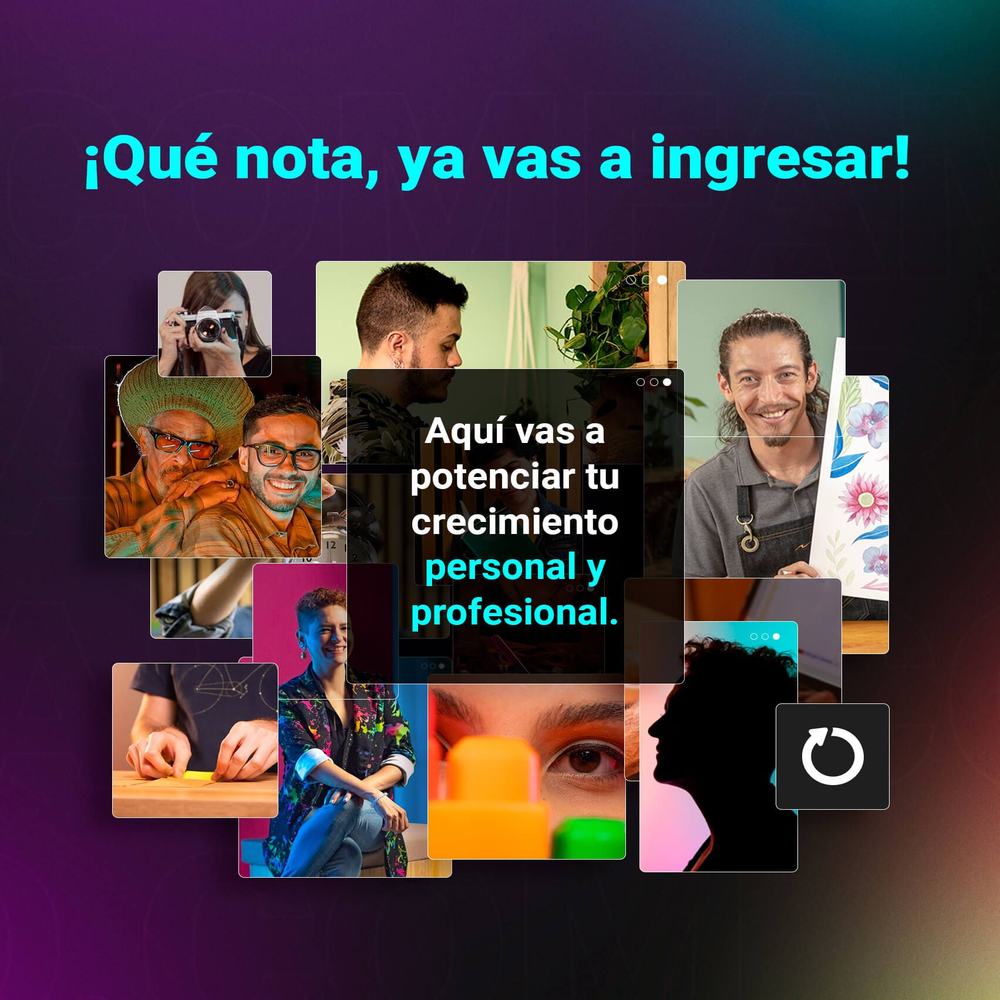 ¡Qué nota, ya vas a ingresar!
Aquí vas a
potenciar tu
crecimiento
personal y
profesional.